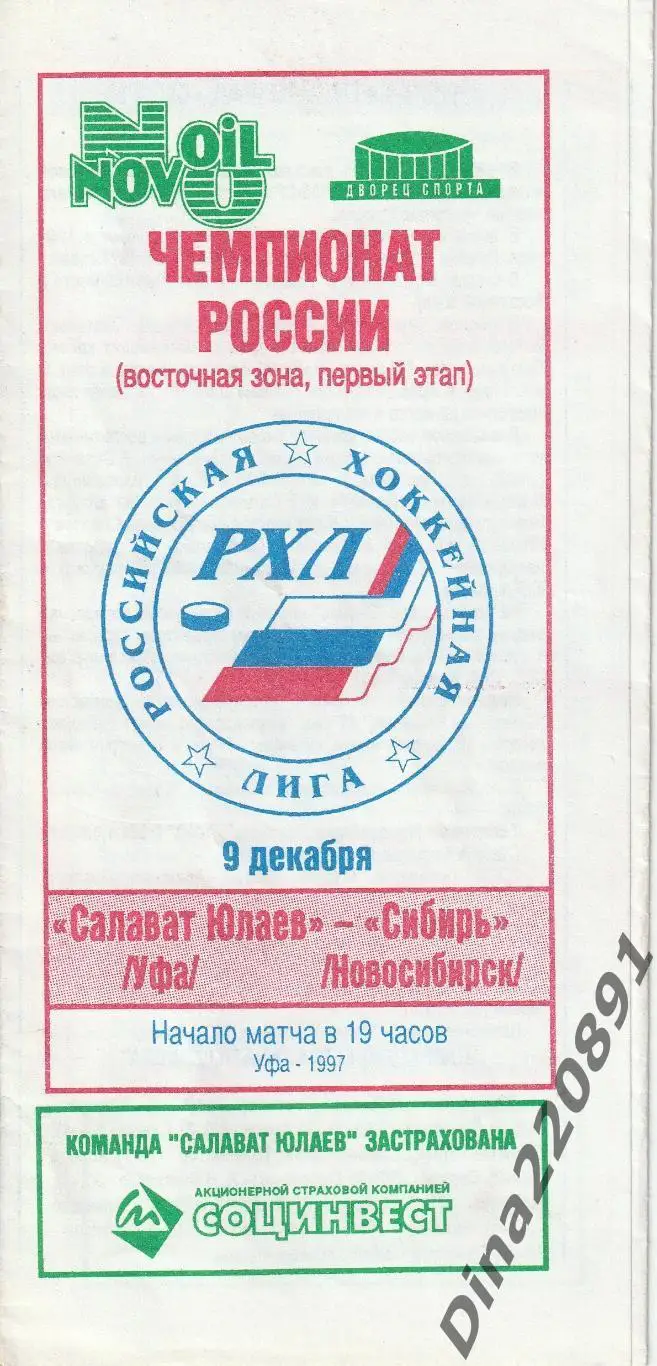 NOVOIL
ДВОРЕЦ СПОРТА
ЧЕМПИОНАТ
РОССИИ
(восточная зона, первый этап)
РОССИЙСКАЯ ХОККЕЙНАЯ
РХЛ
ЛИГА
9 декабря
«Салават Юлаев» – «Сибирь»
/Уфа/ /Новосибирск/
Начало матча в 19 часов
Уфа - 1997
КОМАНДА "САЛАВАТ ЮЛАЕВ" ЗАСТРАХОВАНА
АКЦИОНЕРНОЙ СТРАХОВОЙ КОМПАНИЕЙ
СОЦИНВЕСТ
Dina220891